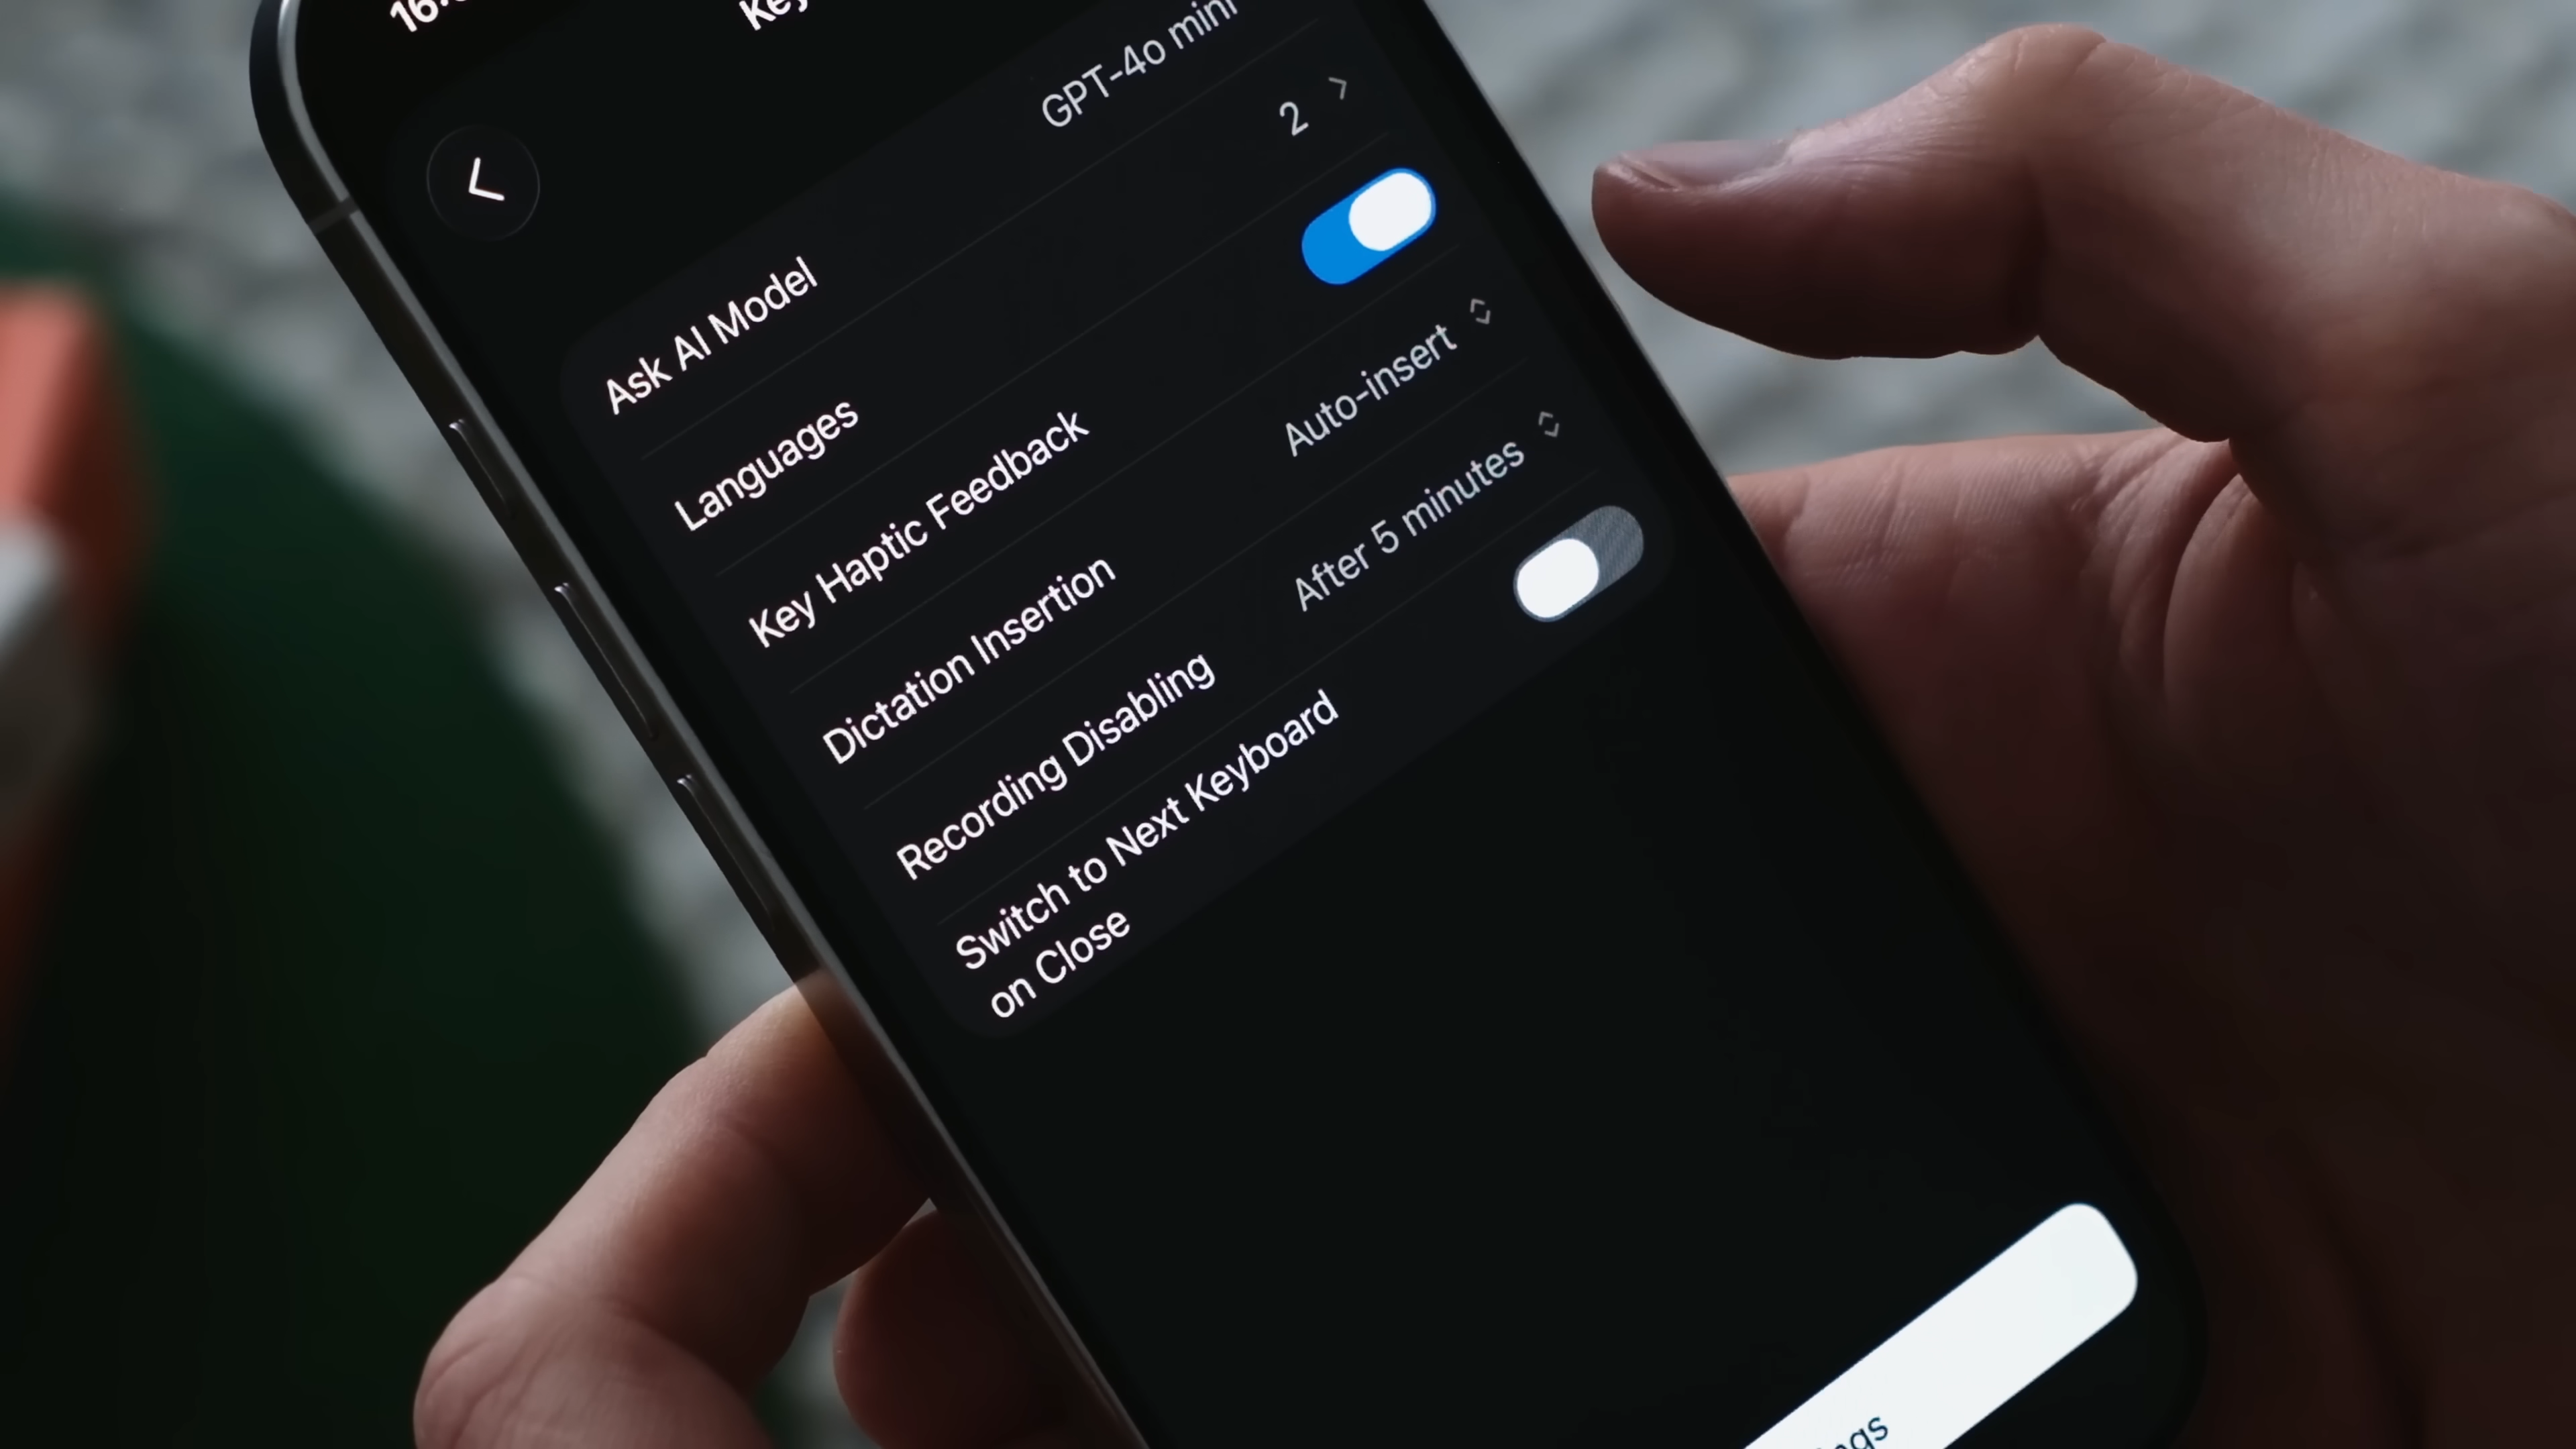 Ask AI Model GPT-4o mini
Languages 2
Key Haptic Feedback
Dictation Insertion Auto-insert
Recording Disabling After 5 minutes
Switch to Next Keyboard
on Close